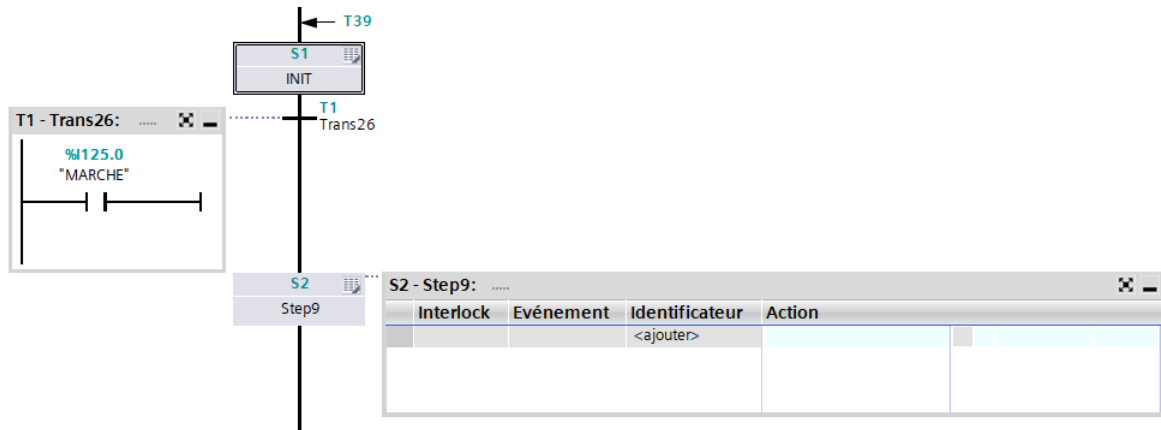 T39
S1
INIT
T1
Trans26
T1 - Trans26: .....
%I125.0
"MARCHE"
S2
Step9
S2 - Step9: .....
Interlock Evénement Identificateur Action
<ajouter>